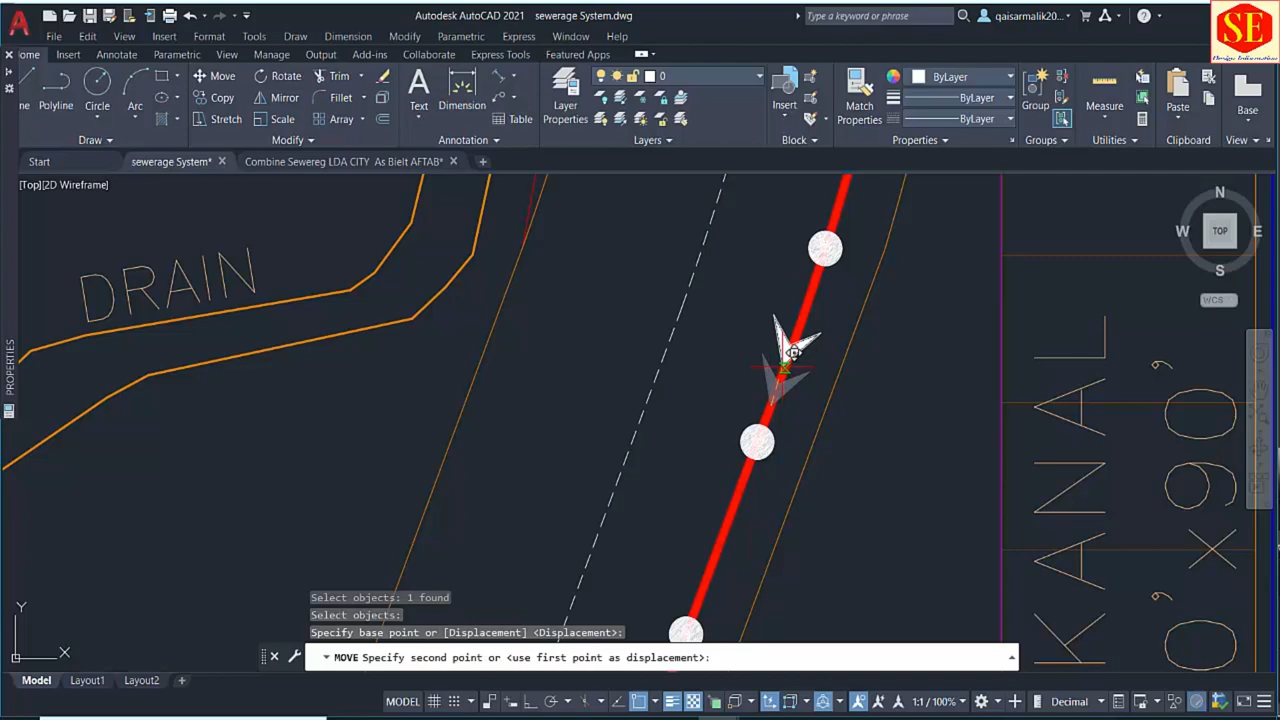 Autodesk AutoCAD 2021 sewerage System.dwg
Type a keyword or phrase
qaisarmalik20...
SE
Design Information
File Edit View Insert Format Tools Draw Dimension Modify Parametric Express Window Help
ome Insert Annotate Parametric View Manage Output Add-ins Collaborate Express Tools Featured Apps
ne Polyline Circle Arc
Move Rotate Trim
Copy Mirror Fillet
Stretch Scale Array
Text Dimension Table
Layer Properties
0
Insert
Match Properties
ByLayer
ByLayer
ByLayer
Group Measure Paste Base
Draw Modify Annotation Layers Block Properties Groups Utilities Clipboard View
Start sewerage System* Combine Sewereg LDA CITY As Bielt AFTAB*
[Top][2D Wireframe]
N
W TOP E
S
WCS
DRAIN
PROPERTIES
KANAL
0' x90'
Y
X
Select objects: 1 found
Select objects:
Specify base point or [Displacement] <Displacement>:
MOVE Specify second point or <use first point as displacement>:
Model Layout1 Layout2
MODEL 1:1 / 100% Decimal